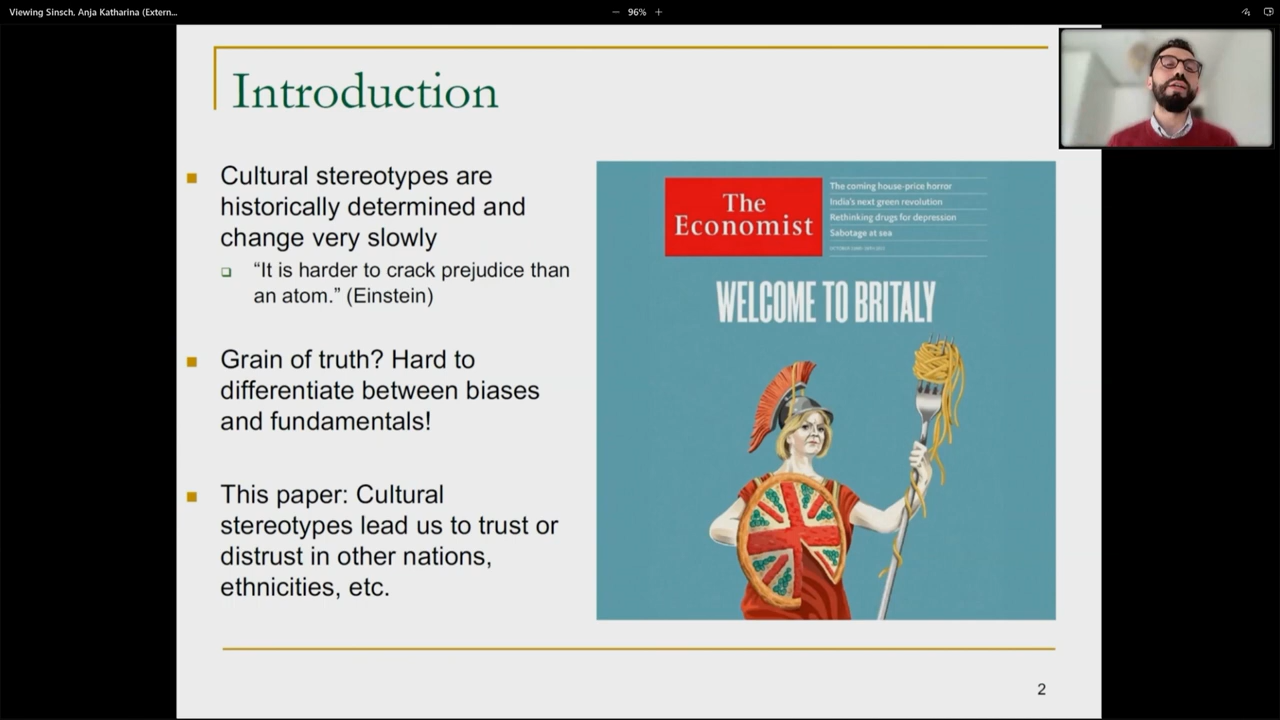 Viewing Sinsch, Anja Katharina (Extern...
− 96% +
Introduction
Cultural stereotypes are
historically determined and
change very slowly
“It is harder to crack prejudice than
an atom.” (Einstein)
Grain of truth? Hard to
differentiate between biases
and fundamentals!
This paper: Cultural
stereotypes lead us to trust or
distrust in other nations,
ethnicities, etc.
The
Economist
The coming house-price horror
India's next green revolution
Rethinking drugs for depression
Sabotage at sea
WELCOME TO BRITALY
2